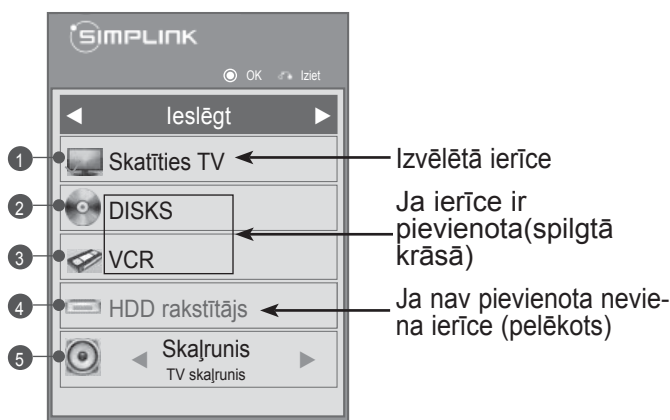 SIMPLINK
OK Iziet
Ieslēgt
1 Skatīties TV
Izvēlētā ierīce
2 DISKS
3 VCR
Ja ierīce ir
pievienota(spilgtā
krāsā)
4 HDD rakstītājs
Ja nav pievienota nevie-
na ierīce (pelēkots)
5 Skaļrunis
TV skaļrunis